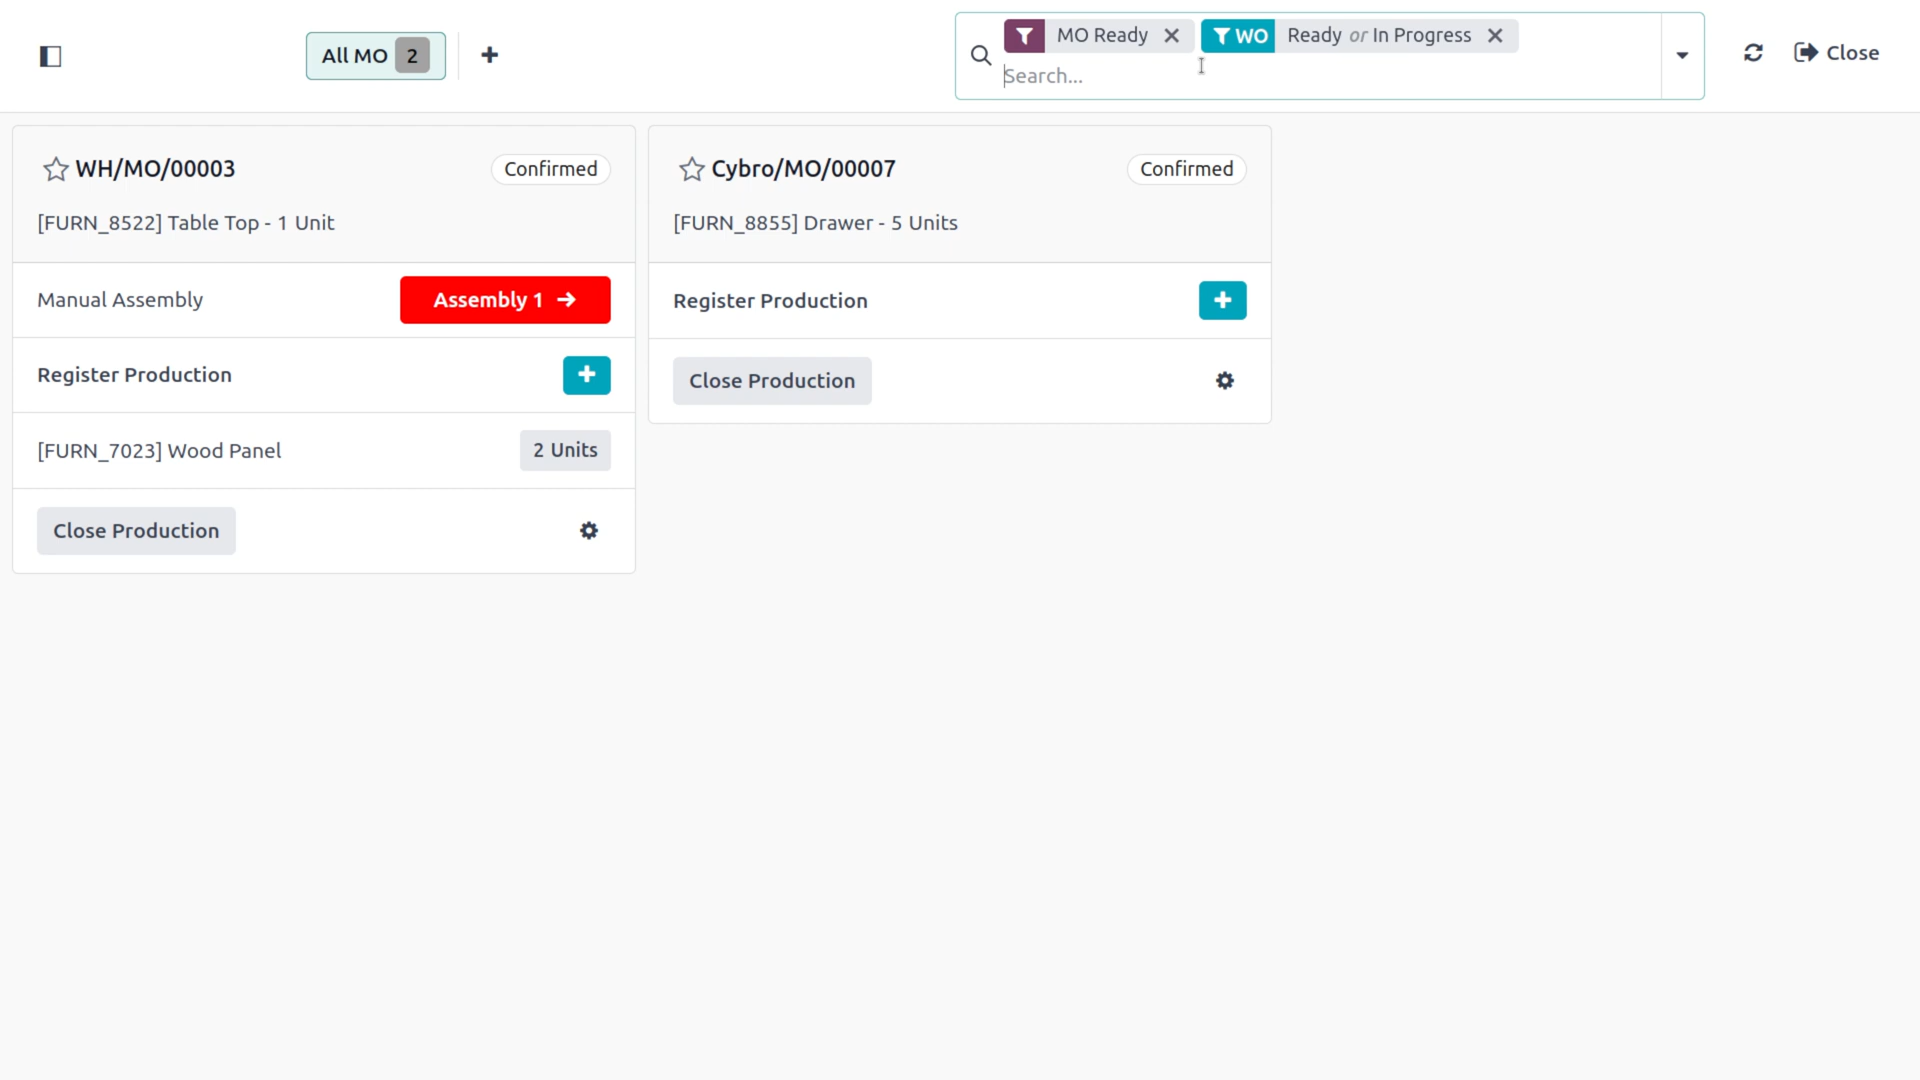 All MO 2
MO Ready
WO Ready or In Progress
Search...
Close
WH/MO/00003 Confirmed
[FURN_8522] Table Top - 1 Unit
Manual Assembly Assembly 1
Register Production
[FURN_7023] Wood Panel 2 Units
Close Production
Cybro/MO/00007 Confirmed
[FURN_8855] Drawer - 5 Units
Register Production
Close Production